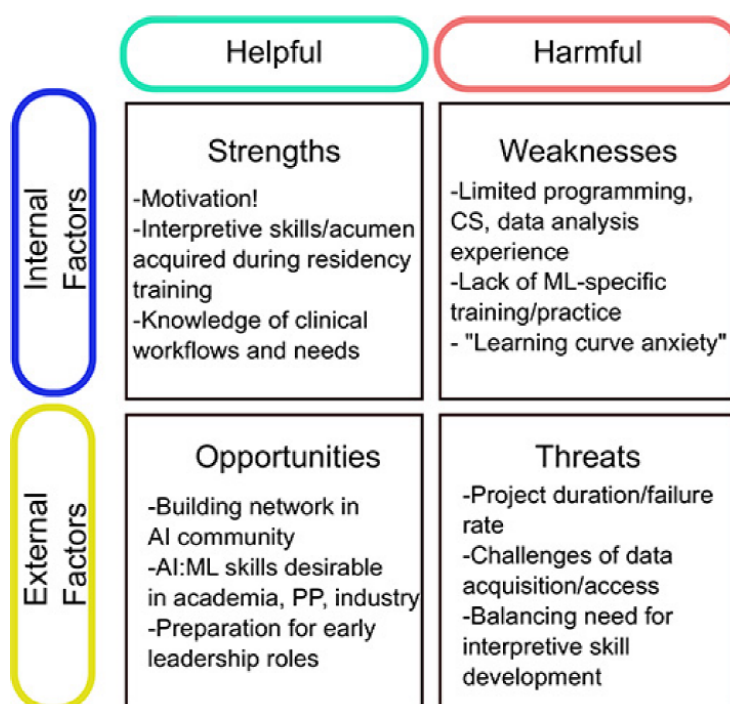 Helpful
Harmful
Internal
Factors
Strengths
-Motivation!
-Interpretive skills/acumen
acquired during residency
training
-Knowledge of clinical
workflows and needs
Weaknesses
-Limited programming,
CS, data analysis
experience
-Lack of ML-specific
training/practice
- "Learning curve anxiety"
External
Factors
Opportunities
-Building network in
AI community
-AI:ML skills desirable
in academia, PP, industry
-Preparation for early
leadership roles
Threats
-Project duration/failure
rate
-Challenges of data
acquisition/access
-Balancing need for
interpretive skill
development